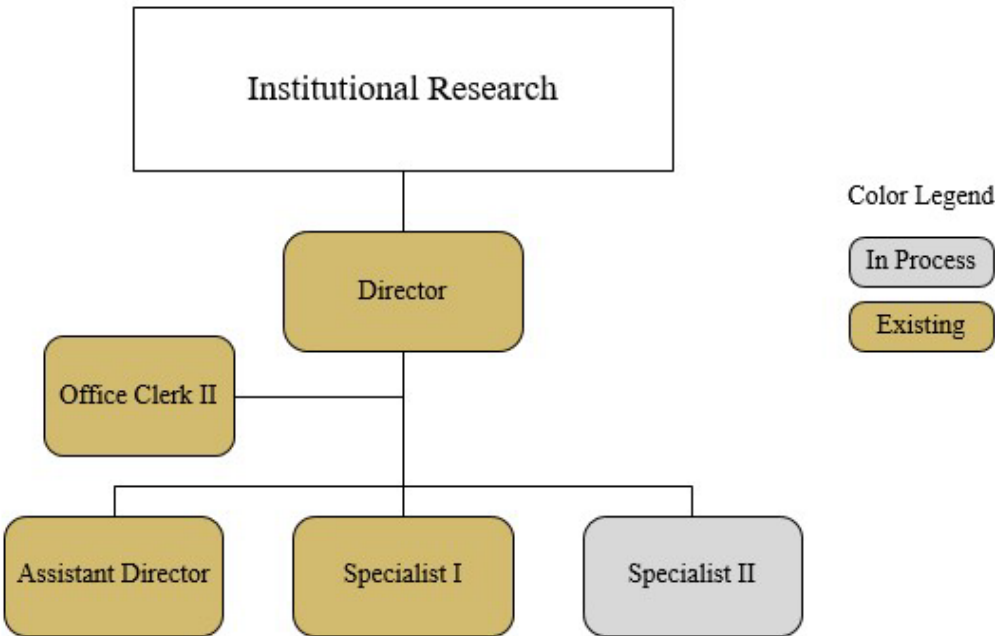 Institutional Research
Color Legend
In Process
Director
Existing
Office Clerk II
Assistant Director
Specialist I
Specialist II